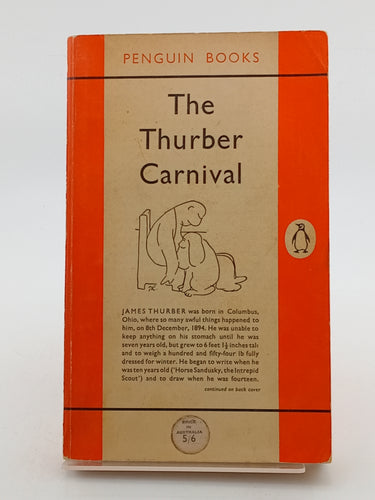 PENGUIN BOOKS
The
Thurber
Carnival
JAMES THURBER was born in Columbus,
Ohio, where so many awful things happened to
him, on 8th December, 1894. He was unable to
keep anything on his stomach until he was
seven years old, but grew to 6 feet 1½ inches tall
and to weigh a hundred and fifty-four lb fully
dressed for winter. He began to write when he
was ten years old ('Horse Sandusky, the Intrepid
Scout') and to draw when he was fourteen.
continued on back cover
PRICE
IN
AUSTRALIA
5/6